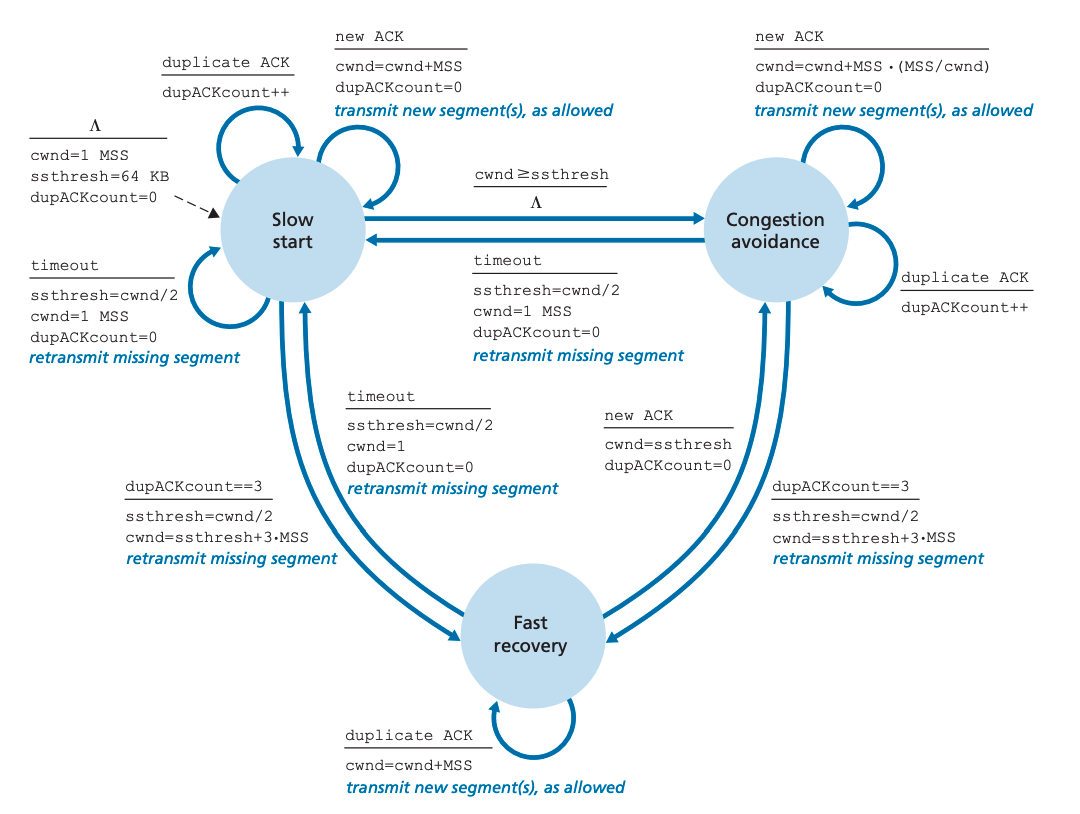 new ACK
cwnd=cwnd+MSS
dupACKcount=0
transmit new segment(s), as allowed
new ACK
cwnd=cwnd+MSS·(MSS/cwnd)
dupACKcount=0
transmit new segment(s), as allowed
duplicate ACK
dupACKcount++
Λ
cwnd=1 MSS
ssthresh=64 KB
dupACKcount=0
cwnd≥ssthresh
Λ
Slow
start
Congestion
avoidance
timeout
ssthresh=cwnd/2
cwnd=1 MSS
dupACKcount=0
retransmit missing segment
timeout
ssthresh=cwnd/2
cwnd=1 MSS
dupACKcount=0
retransmit missing segment
duplicate ACK
dupACKcount++
timeout
ssthresh=cwnd/2
cwnd=1
dupACKcount=0
retransmit missing segment
new ACK
cwnd=ssthresh
dupACKcount=0
dupACKcount==3
ssthresh=cwnd/2
cwnd=ssthresh+3·MSS
retransmit missing segment
dupACKcount==3
ssthresh=cwnd/2
cwnd=ssthresh+3·MSS
retransmit missing segment
Fast
recovery
duplicate ACK
cwnd=cwnd+MSS
transmit new segment(s), as allowed